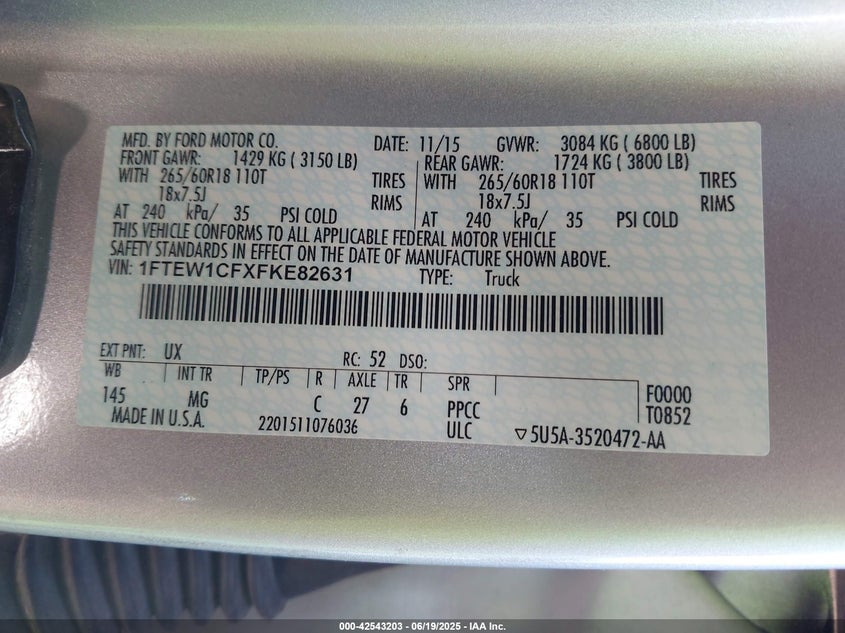 MFD. BY FORD MOTOR CO. DATE: 11/15 GVWR: 3084 KG ( 6800 LB)
FRONT GAWR: 1429 KG ( 3150 LB) REAR GAWR: 1724 KG ( 3800 LB)
WITH 265/60R18 110T TIRES WITH 265/60R18 110T TIRES
18x7.5J RIMS 18x7.5J RIMS
AT 240 kPa/ 35 PSI COLD AT 240 kPa/ 35 PSI COLD
THIS VEHICLE CONFORMS TO ALL APPLICABLE FEDERAL MOTOR VEHICLE
SAFETY STANDARDS IN EFFECT ON THE DATE OF MANUFACTURE SHOWN ABOVE.
VIN: 1FTEW1CFXFKE82631 TYPE: Truck
EXT PNT: UX RC: 52 DSO:
WB INT TR TP/PS R AXLE TR SPR F0000
145 MG C 27 6 PPCC T0852
MADE IN U.S.A. 2201511076036 ULC ▽5U5A-3520472-AA
000-42543203 - 06/19/2025 - IAA Inc.